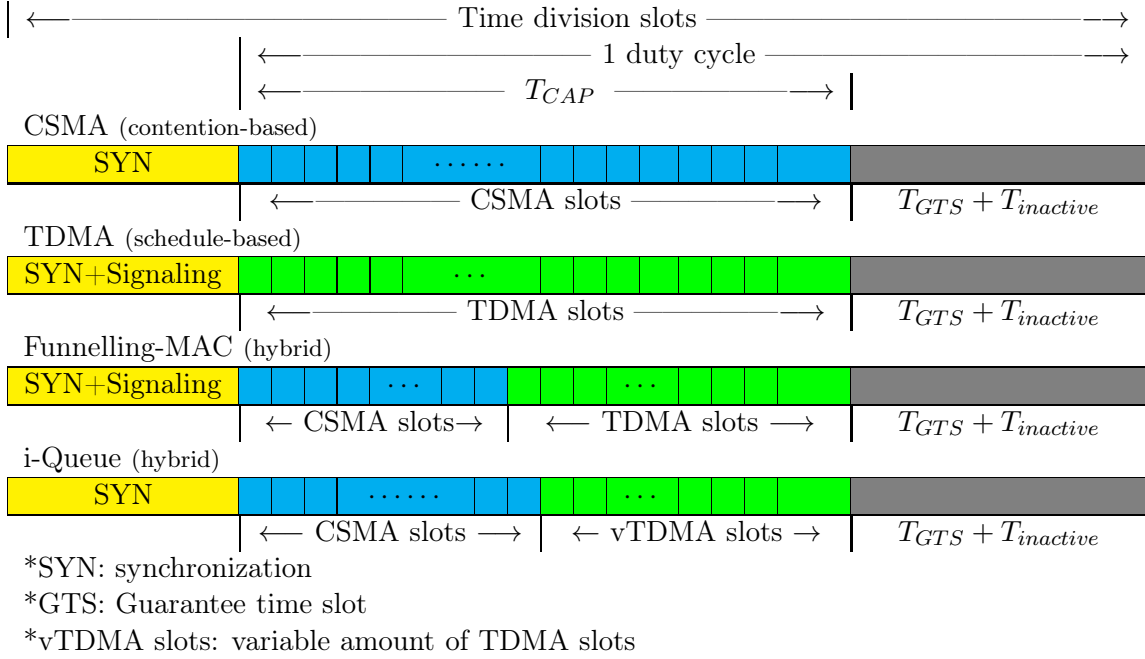 Time division slots
1 duty cycle
T_CAP
CSMA (contention-based)
SYN ······
CSMA slots T_GTS + T_inactive
TDMA (schedule-based)
SYN+Signaling ···
TDMA slots T_GTS + T_inactive
Funnelling-MAC (hybrid)
SYN+Signaling ··· ···
CSMA slots TDMA slots T_GTS + T_inactive
i-Queue (hybrid)
SYN ······ ···
CSMA slots vTDMA slots T_GTS + T_inactive
*SYN: synchronization
*GTS: Guarantee time slot
*vTDMA slots: variable amount of TDMA slots